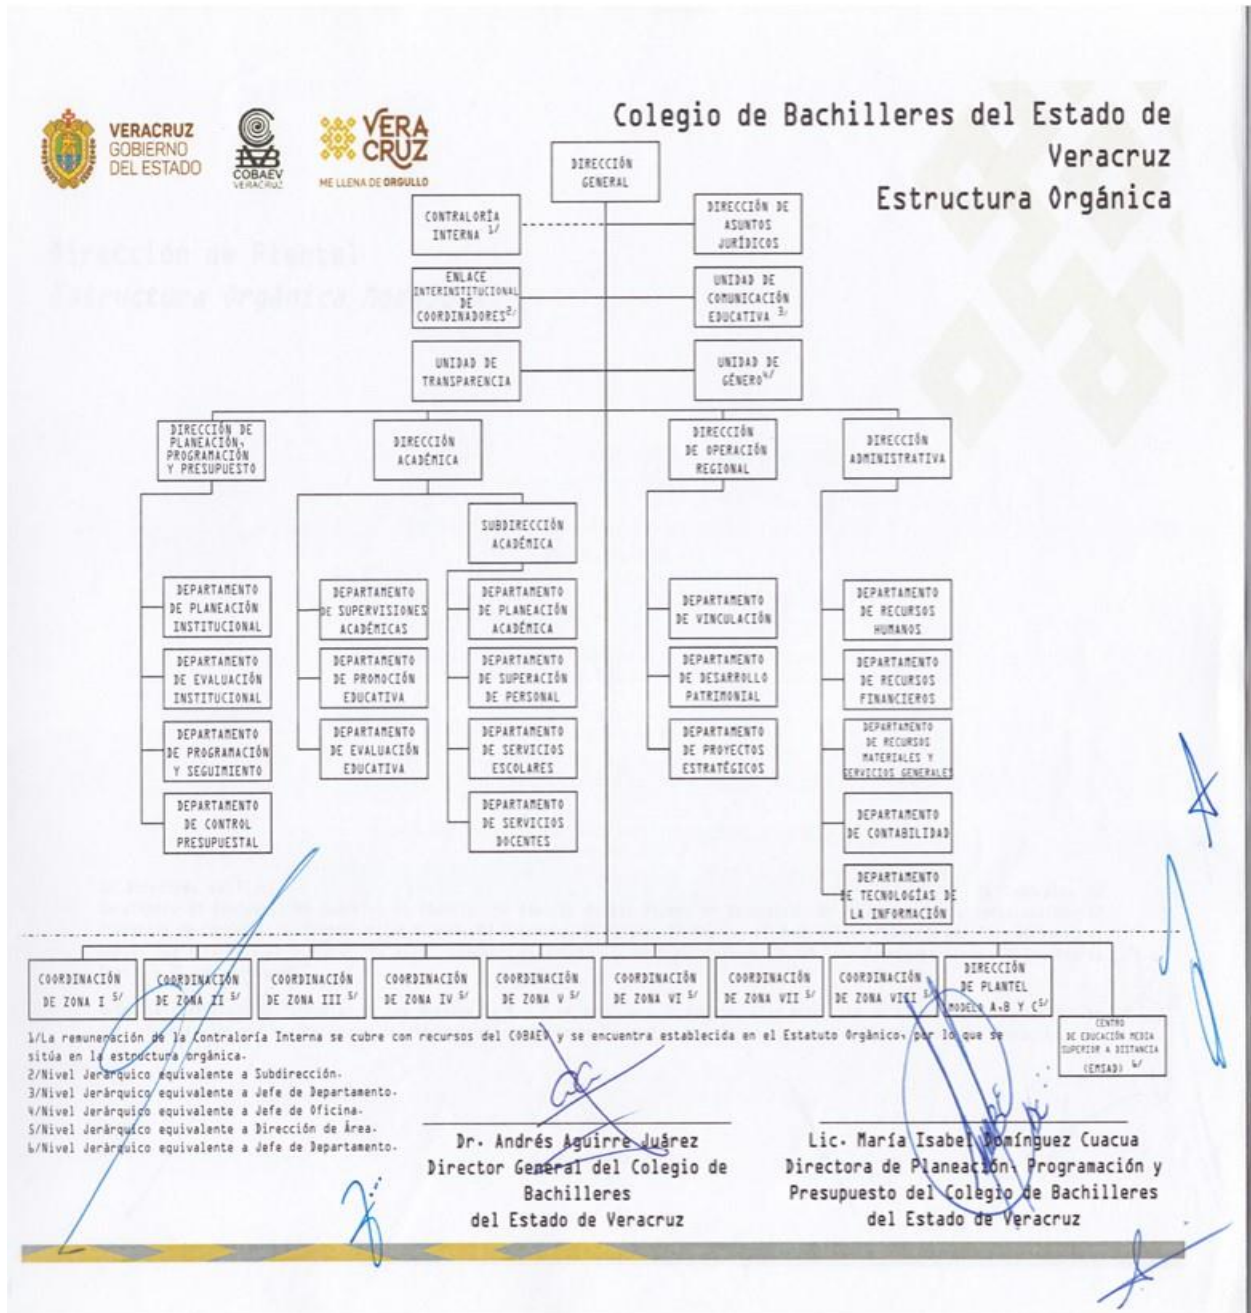 VERACRUZ
GOBIERNO
DEL ESTADO
COBAEV
VERACRUZ
VERA
CRUZ
ME LLENA DE ORGULLO
Colegio de Bachilleres del Estado de
Veracruz
Estructura Orgánica
DIRECCIÓN
GENERAL
CONTRALORÍA
INTERNA 1/
DIRECCIÓN DE
ASUNTOS
JURÍDICOS
ENLACE
INTERINSTITUCIONAL
DE
COORDINADORES2/
UNIDAD DE
COMUNICACIÓN
EDUCATIVA 3/
UNIDAD DE
TRANSPARENCIA
UNIDAD DE
GÉNERO4/
DIRECCIÓN DE
PLANEACIÓN,
PROGRAMACIÓN
Y PRESUPUESTO
DIRECCIÓN
ACADÉMICA
DIRECCIÓN
DE OPERACIÓN
REGIONAL
DIRECCIÓN
ADMINISTRATIVA
SUBDIRECCIÓN
ACADÉMICA
DEPARTAMENTO
DE PLANEACIÓN
INSTITUCIONAL
DEPARTAMENTO
DE SUPERVISIONES
ACADÉMICAS
DEPARTAMENTO
DE PLANEACIÓN
ACADÉMICA
DEPARTAMENTO
DE VINCULACIÓN
DEPARTAMENTO
DE RECURSOS
HUMANOS
DEPARTAMENTO
DE EVALUACIÓN
INSTITUCIONAL
DEPARTAMENTO
DE PROMOCIÓN
EDUCATIVA
DEPARTAMENTO
DE SUPERACIÓN
DE PERSONAL
DEPARTAMENTO
DE DESARROLLO
PATRIMONIAL
DEPARTAMENTO
DE RECURSOS
FINANCIEROS
DEPARTAMENTO
DE PROGRAMACIÓN
Y SEGUIMIENTO
DEPARTAMENTO
DE EVALUACIÓN
EDUCATIVA
DEPARTAMENTO
DE SERVICIOS
ESCOLARES
DEPARTAMENTO
DE PROYECTOS
ESTRATÉGICOS
DEPARTAMENTO
DE RECURSOS
MATERIALES Y
SERVICIOS GENERALES
DEPARTAMENTO
DE CONTROL
PRESUPUESTAL
DEPARTAMENTO
DE SERVICIOS
DOCENTES
DEPARTAMENTO
DE CONTABILIDAD
DEPARTAMENTO
DE TECNOLOGÍAS DE
LA INFORMACIÓN
COORDINACIÓN
DE ZONA I 5/
COORDINACIÓN
DE ZONA II 5/
COORDINACIÓN
DE ZONA III 5/
COORDINACIÓN
DE ZONA IV 5/
COORDINACIÓN
DE ZONA V 5/
COORDINACIÓN
DE ZONA VI 5/
COORDINACIÓN
DE ZONA VII 5/
COORDINACIÓN
DE ZONA VIII 5/
DIRECCIÓN
DE PLANTEL
MODELO A,B Y C5/
CENTRO
DE EDUCACIÓN MEDIA
SUPERIOR A DISTANCIA
(EMSAD) 6/
1/La remuneración de la Contraloría Interna se cubre con recursos del COBAEV y se encuentra establecida en el Estatuto Orgánico, por lo que se
sitúa en la estructura orgánica.
2/Nivel Jerárquico equivalente a Subdirección.
3/Nivel Jerárquico equivalente a Jefe de Departamento.
4/Nivel Jerárquico equivalente a Jefe de Oficina.
5/Nivel Jerárquico equivalente a Dirección de Área.
6/Nivel Jerárquico equivalente a Jefe de Departamento.
Dr. Andrés Aguirre Juárez
Director General del Colegio de
Bachilleres
del Estado de Veracruz
Lic. María Isabel Domínguez Cuacua
Directora de Planeación, Programación y
Presupuesto del Colegio de Bachilleres
del Estado de Veracruz